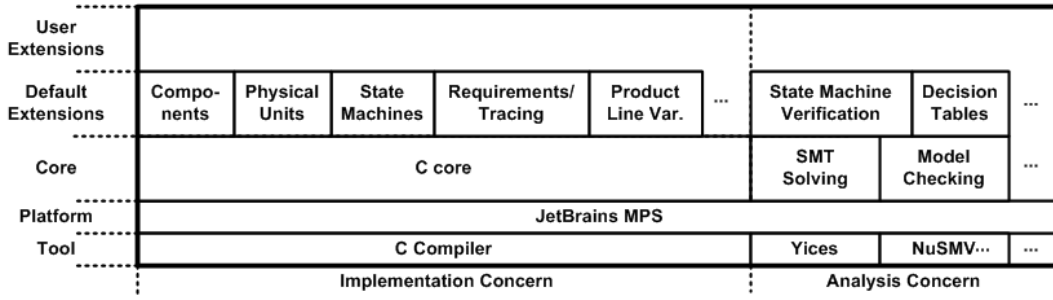 User
Extensions
Default
Extensions
Compo-
nents
Physical
Units
State
Machines
Requirements/
Tracing
Product
Line Var.
...
State Machine
Verification
Decision
Tables
...
Core
C core
SMT
Solving
Model
Checking
...
Platform
JetBrains MPS
Tool
C Compiler
Yices
NuSMV...
...
Implementation Concern
Analysis Concern